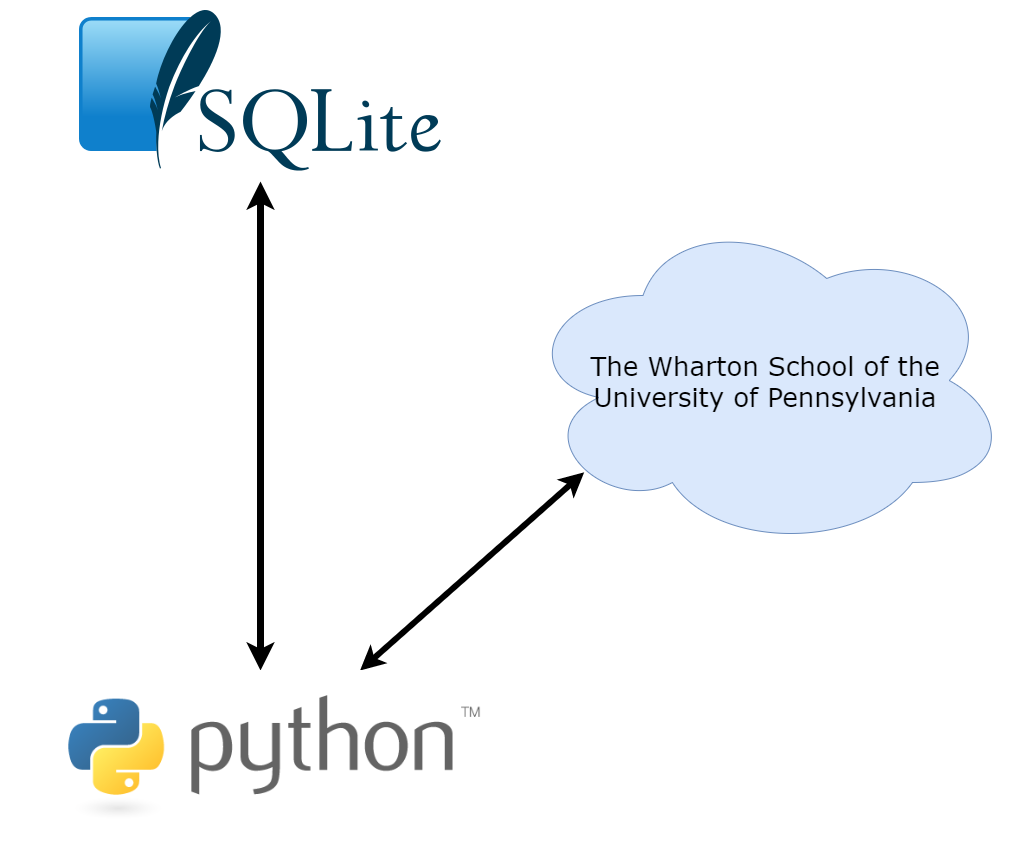 SQLite
The Wharton School of the
University of Pennsylvania
python™